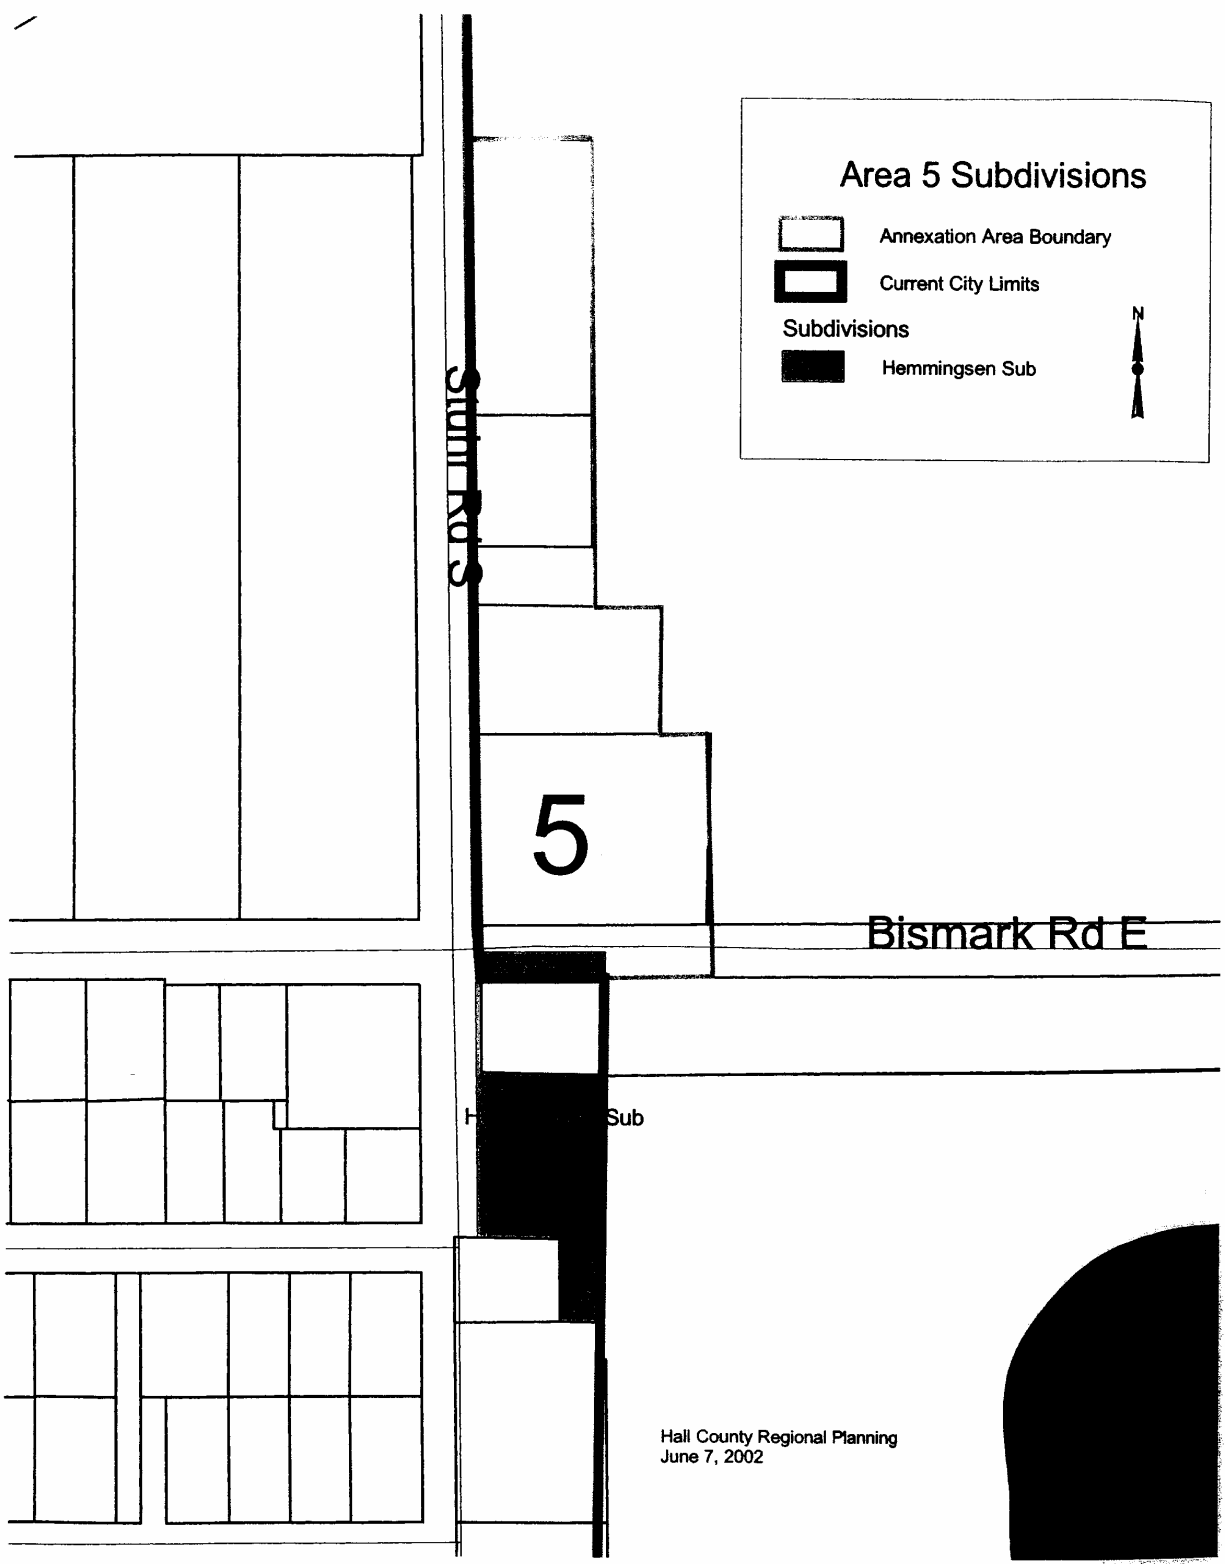 Area 5 Subdivisions
Annexation Area Boundary
Current City Limits
Subdivisions
Hemmingsen Sub
N
Stuhr Rd S
5
Bismark Rd E
H Sub
Hall County Regional Planning
June 7, 2002